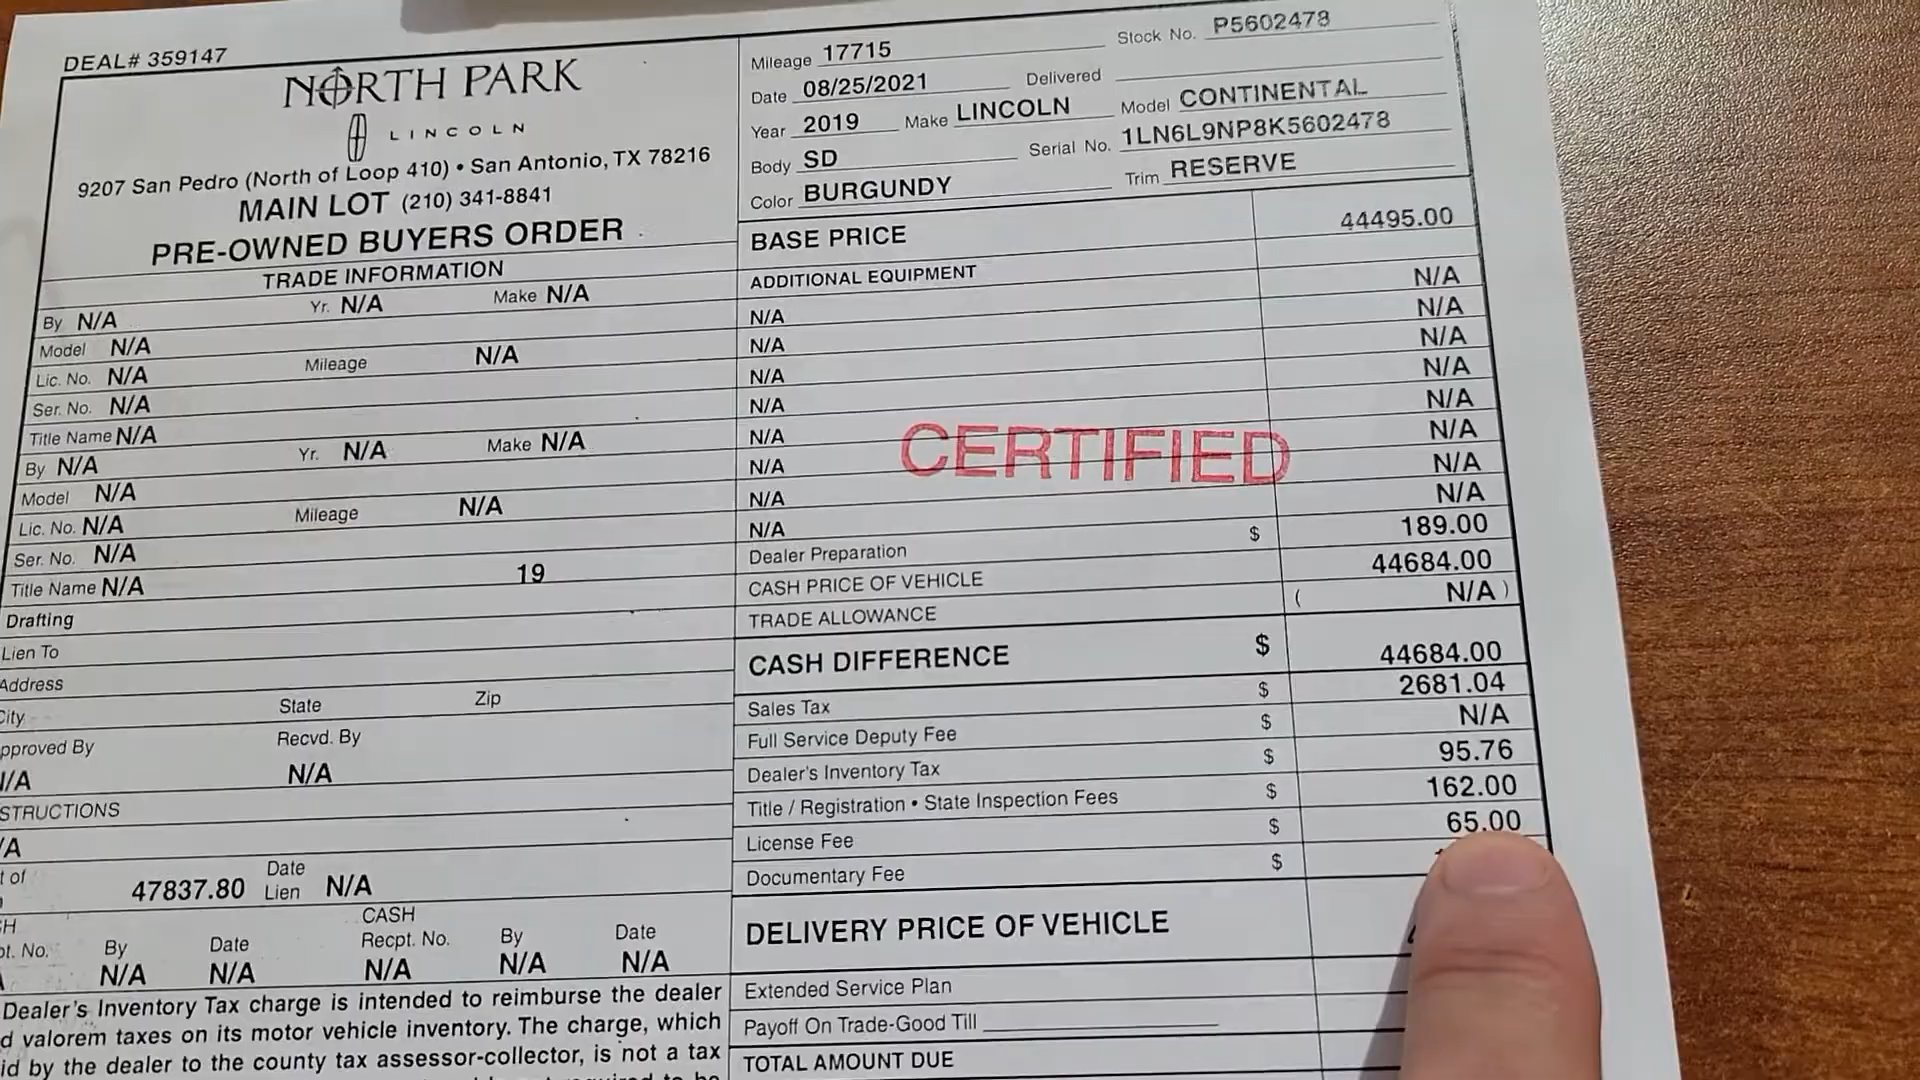 DEAL# 359147
NORTH PARK
LINCOLN
9207 San Pedro (North of Loop 410) • San Antonio, TX 78216
MAIN LOT (210) 341-8841
PRE-OWNED BUYERS ORDER
TRADE INFORMATION
By N/A Yr. N/A Make N/A
Model N/A
Lic. No. N/A Mileage N/A
Ser. No. N/A
Title Name N/A
By N/A Yr. N/A Make N/A
Model N/A
Lic. No. N/A Mileage N/A
Ser. No. N/A
Title Name N/A 19
Drafting
Lien To
Address
City State Zip
pproved By Recvd. By
/A N/A
STRUCTIONS
/A
t of 47837.80 Date Lien N/A
CASH
pt. No. By Date Recpt. No. By Date
N/A N/A N/A N/A N/A
Dealer's Inventory Tax charge is intended to reimburse the dealer
d valorem taxes on its motor vehicle inventory. The charge, which
id by the dealer to the county tax assessor-collector, is not a tax
Mileage 17715 Stock No. P5602478
Date 08/25/2021 Delivered
Year 2019 Make LINCOLN Model CONTINENTAL
Body SD Serial No. 1LN6L9NP8K5602478
Color BURGUNDY Trim RESERVE
BASE PRICE 44495.00
ADDITIONAL EQUIPMENT
N/A N/A
N/A N/A
N/A N/A
N/A N/A
N/A N/A
N/A N/A
N/A N/A
N/A N/A
CERTIFIED
Dealer Preparation $ 189.00
CASH PRICE OF VEHICLE 44684.00
TRADE ALLOWANCE ( N/A )
CASH DIFFERENCE $ 44684.00
Sales Tax $ 2681.04
Full Service Deputy Fee $ N/A
Dealer's Inventory Tax $ 95.76
Title / Registration • State Inspection Fees $ 162.00
License Fee $ 65.00
Documentary Fee $
DELIVERY PRICE OF VEHICLE
Extended Service Plan
Payoff On Trade-Good Till
TOTAL AMOUNT DUE